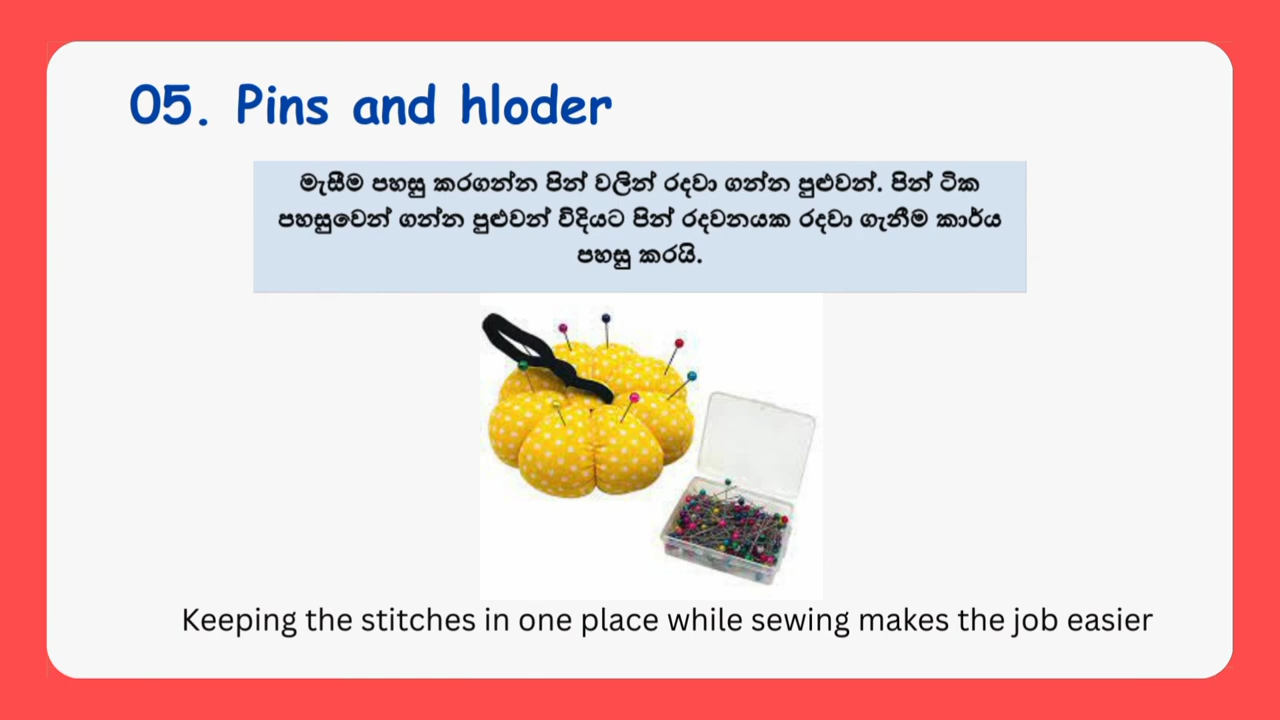 05. Pins and hloder
මැසීම පහසු කරගන්න පින් වලින් රදවා ගන්න පුළුවන්. පින් ටික
පහසුවෙන් ගන්න පුළුවන් විදියට පින් රදවනයක රදවා ගැනීම කාර්ය
පහසු කරයි.
Keeping the stitches in one place while sewing makes the job easier